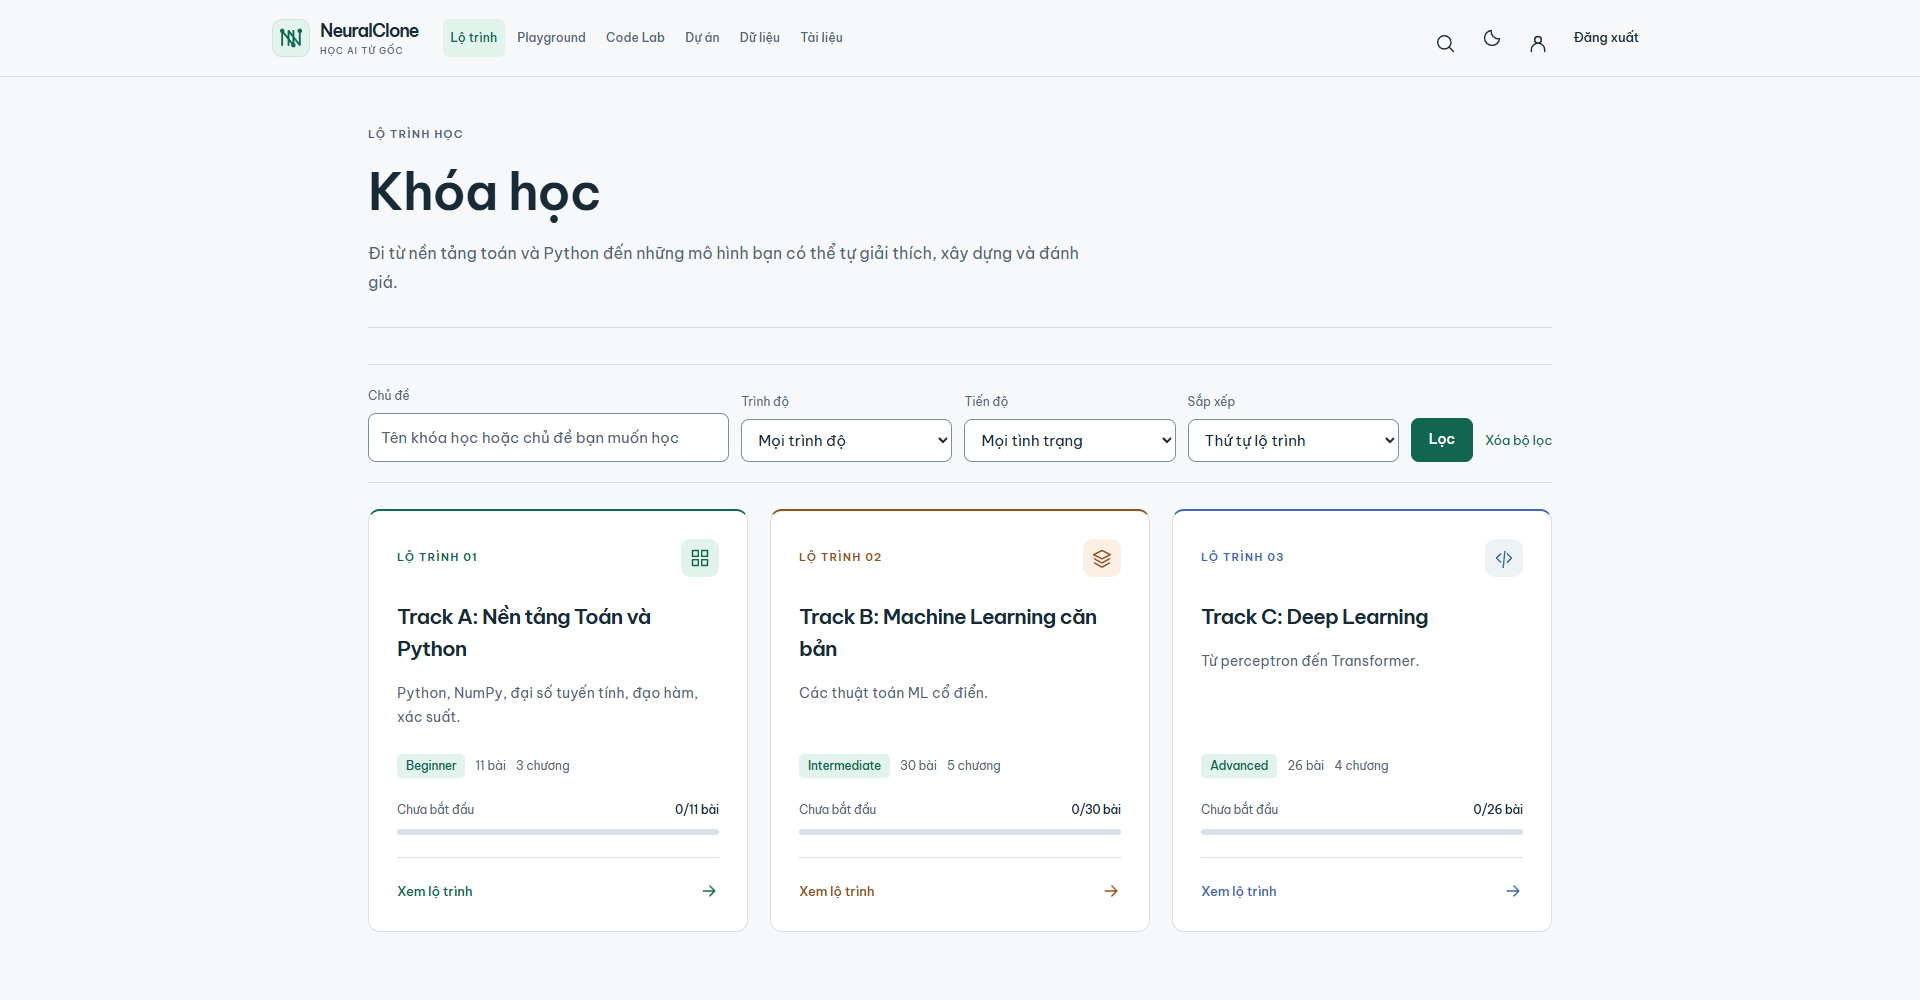 NeuralClone
HỌC AI TỪ GỐC
Lộ trình
Playground
Code Lab
Dự án
Dữ liệu
Tài liệu
Đăng xuất
LỘ TRÌNH HỌC
Khóa học
Đi từ nền tảng toán và Python đến những mô hình bạn có thể tự giải thích, xây dựng và đánh
giá.
Chủ đề
Trình độ
Tiến độ
Sắp xếp
Tên khóa học hoặc chủ đề bạn muốn học
Mọi trình độ
Mọi tình trạng
Thứ tự lộ trình
Lọc
Xóa bộ lọc
LỘ TRÌNH 01
Track A: Nền tảng Toán và
Python
Python, NumPy, đại số tuyến tính, đạo hàm,
xác suất.
Beginner
11 bài
3 chương
Chưa bắt đầu
0/11 bài
Xem lộ trình
LỘ TRÌNH 02
Track B: Machine Learning căn
bản
Các thuật toán ML cổ điển.
Intermediate
30 bài
5 chương
Chưa bắt đầu
0/30 bài
Xem lộ trình
LỘ TRÌNH 03
Track C: Deep Learning
Từ perceptron đến Transformer.
Advanced
26 bài
4 chương
Chưa bắt đầu
0/26 bài
Xem lộ trình